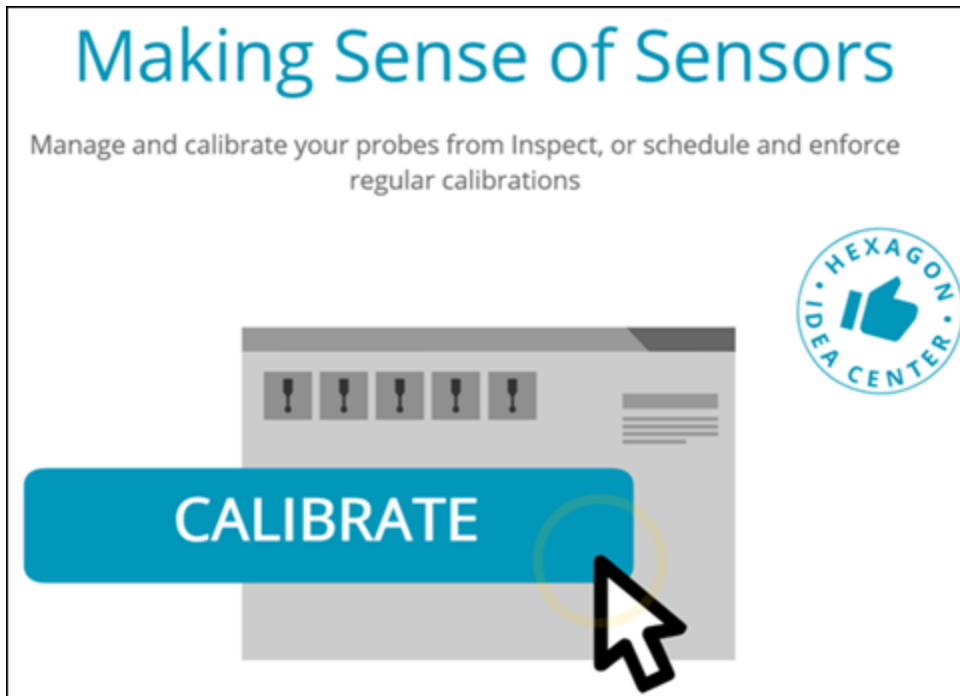 Making Sense of Sensors
Manage and calibrate your probes from Inspect, or schedule and enforce
regular calibrations
HEXAGON
IDEA CENTER
CALIBRATE